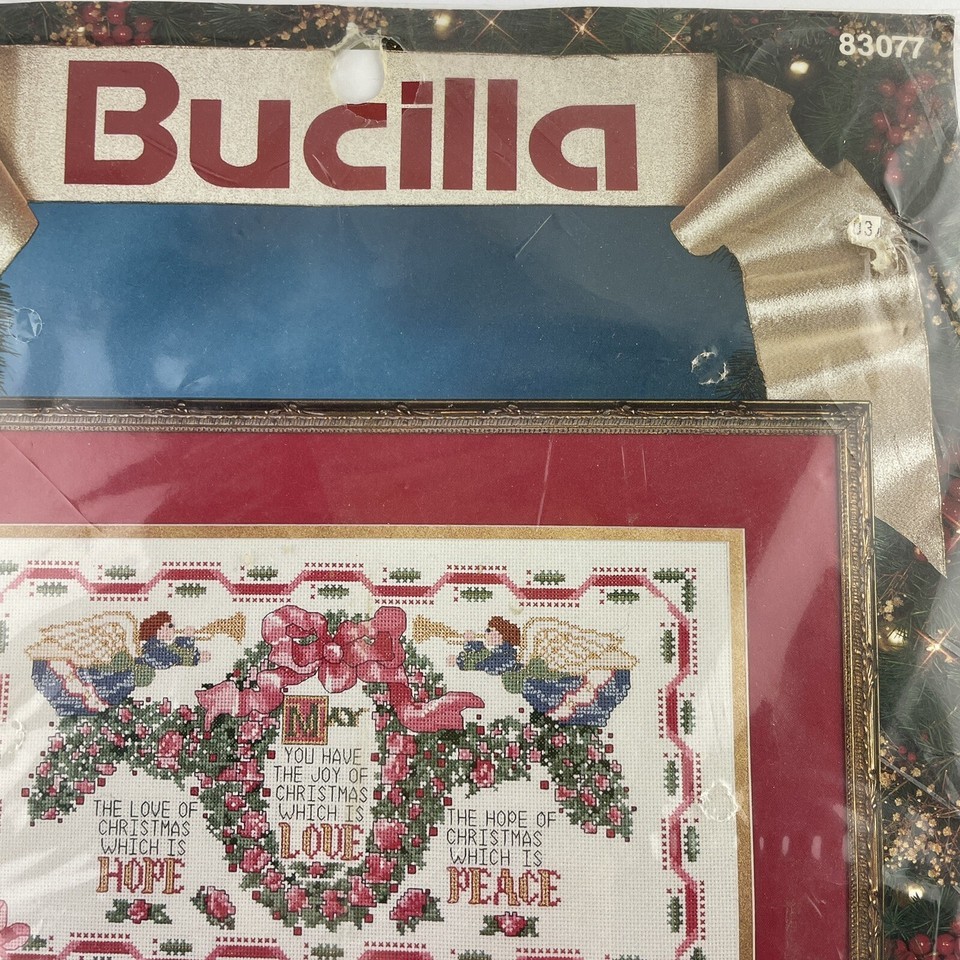 Bucilla
83077
03
MAY
YOU HAVE
THE JOY OF
CHRISTMAS
WHICH IS
LOVE
THE LOVE OF
CHRISTMAS
WHICH IS
HOPE
THE HOPE OF
CHRISTMAS
WHICH IS
PEACE